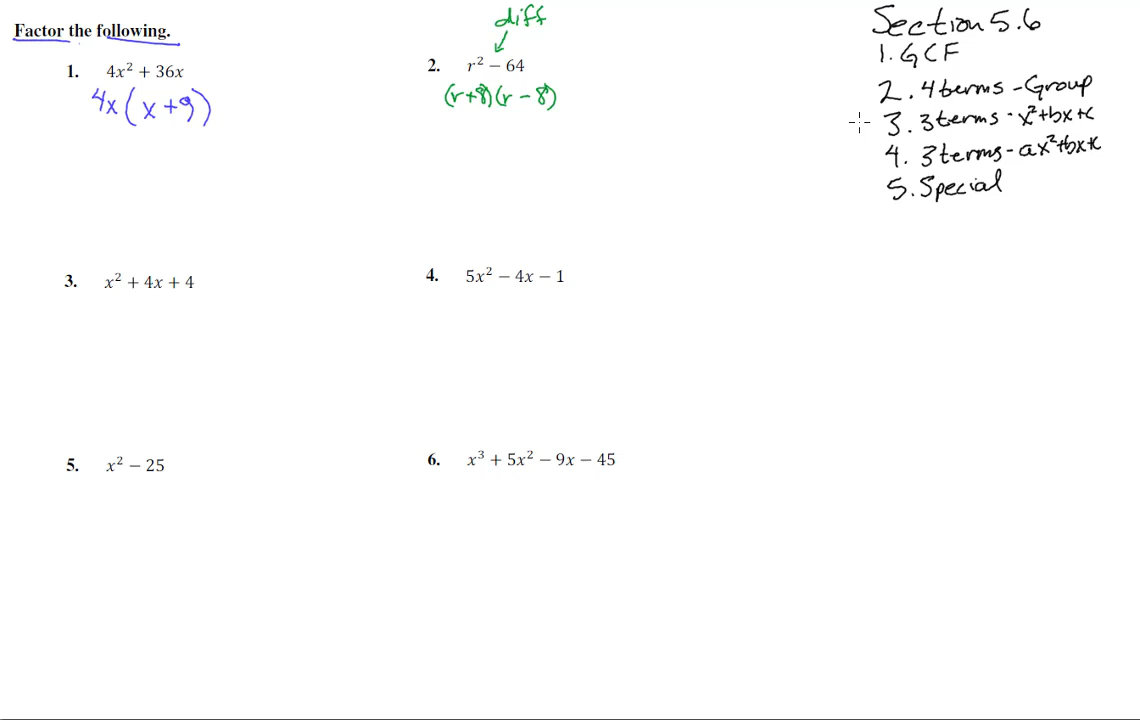 Factor the following.
1. 4x² + 36x
4x(x+9)
diff
2. r² − 64
(r+8)(r−8)
Section 5.6
1. GCF
2. 4 terms - Group
3. 3 terms - x²+bx+c
4. 3 terms - ax²+bx+c
5. Special
3. x² + 4x + 4
4. 5x² − 4x − 1
5. x² − 25
6. x³ + 5x² − 9x − 45